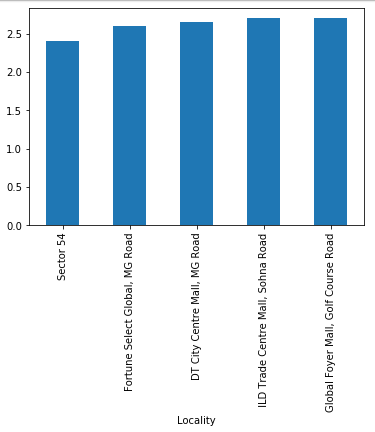 2.5
2.0
1.5
1.0
0.5
0.0
Sector 54
Fortune Select Global, MG Road
DT City Centre Mall, MG Road
ILD Trade Centre Mall, Sohna Road
Global Foyer Mall, Golf Course Road
Locality